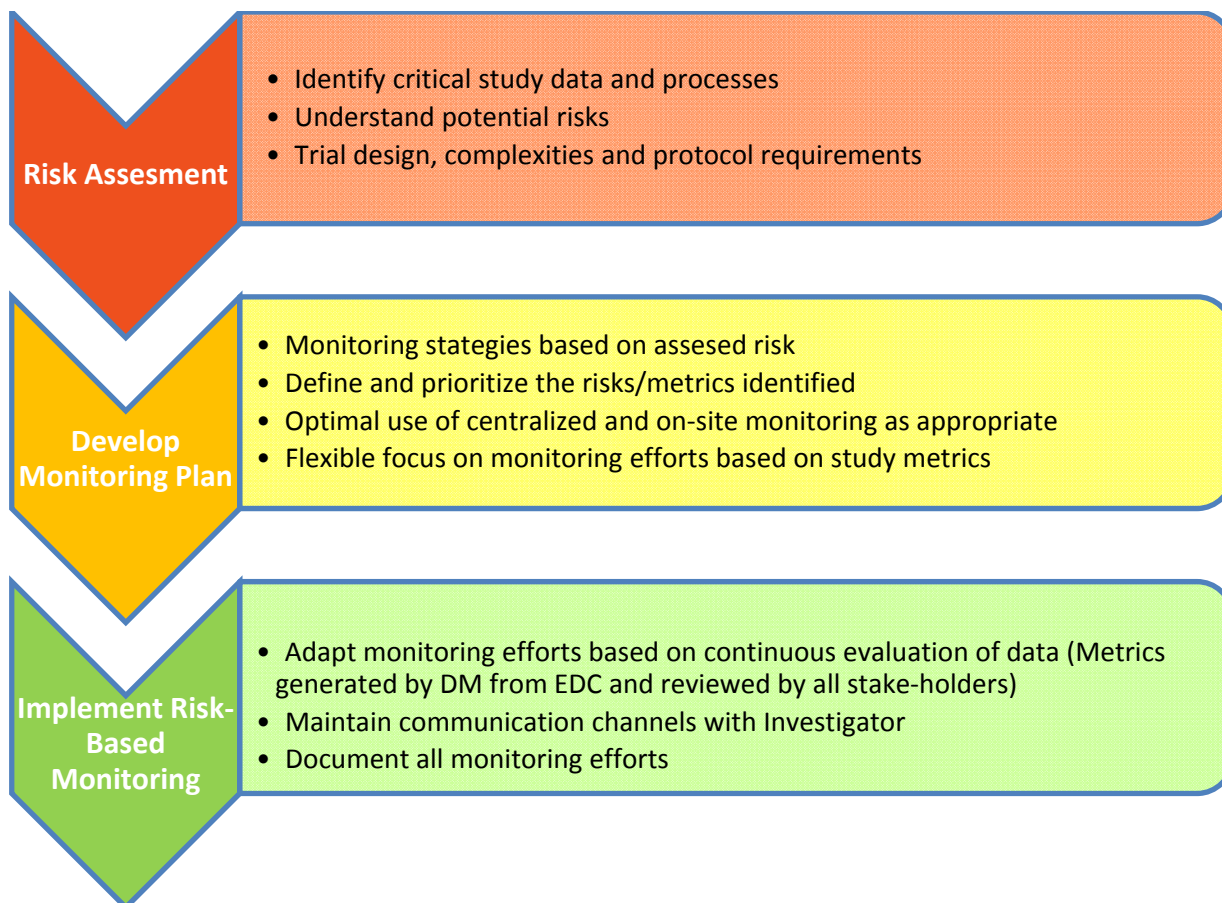 Risk Assesment
• Identify critical study data and processes
• Understand potential risks
• Trial design, complexities and protocol requirements
Develop
Monitoring Plan
• Monitoring stategies based on assesed risk
• Define and prioritize the risks/metrics identified
• Optimal use of centralized and on-site monitoring as appropriate
• Flexible focus on monitoring efforts based on study metrics
Implement Risk-
Based
Monitoring
• Adapt monitoring efforts based on continuous evaluation of data (Metrics
generated by DM from EDC and reviewed by all stake-holders)
• Maintain communication channels with Investigator
• Document all monitoring efforts